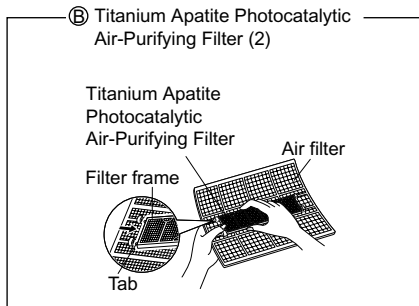 Ⓑ Titanium Apatite Photocatalytic
Air-Purifying Filter (2)
Titanium Apatite
Photocatalytic
Air-Purifying Filter
Air filter
Filter frame
Tab